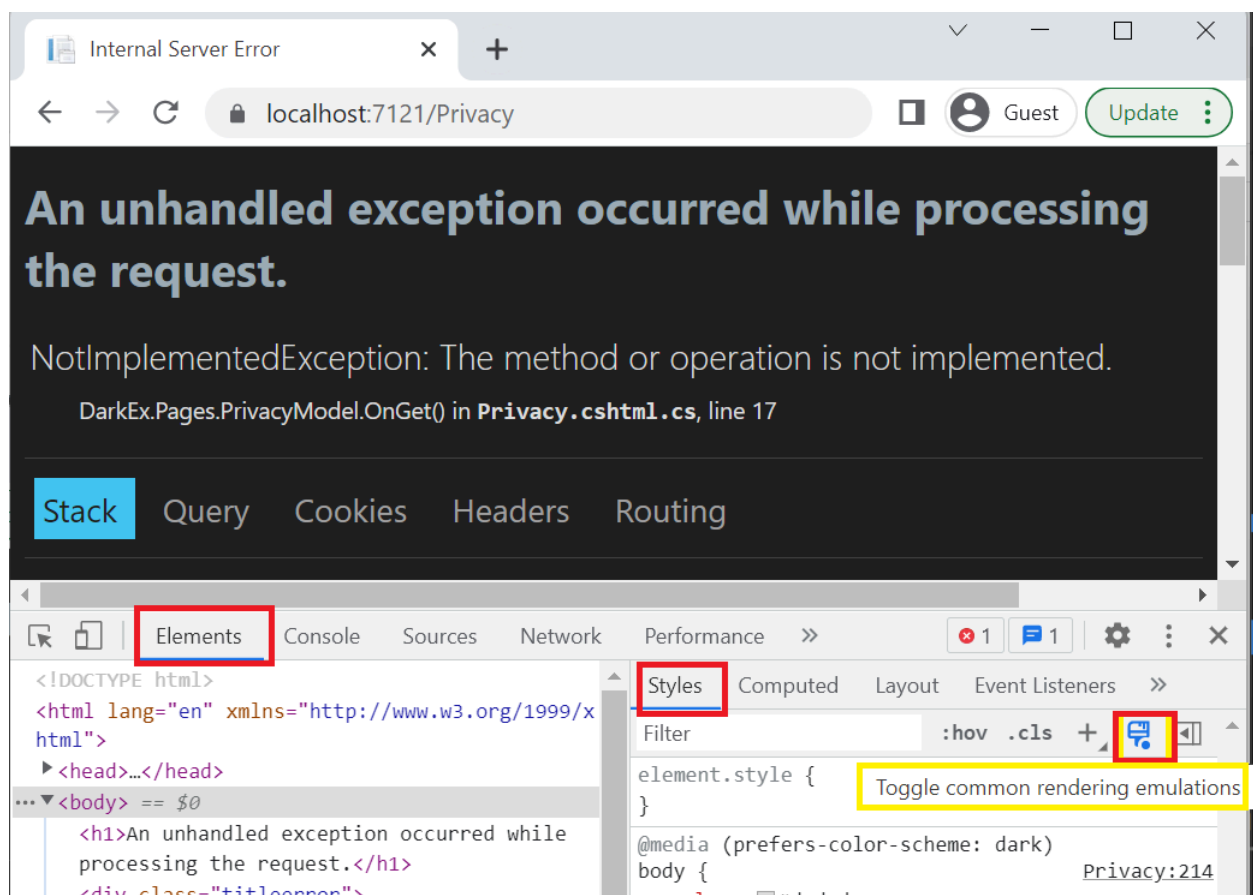 Internal Server Error
localhost:7121/Privacy
Guest
Update
An unhandled exception occurred while processing
the request.
NotImplementedException: The method or operation is not implemented.
DarkEx.Pages.PrivacyModel.OnGet() in Privacy.cshtml.cs, line 17
Stack Query Cookies Headers Routing
Elements Console Sources Network Performance » 1 1
<!DOCTYPE html>
<html lang="en" xmlns="http://www.w3.org/1999/x
html">
<head>…</head>
<body> == $0
<h1>An unhandled exception occurred while
processing the request.</h1>
<div class="titleerror">
Styles Computed Layout Event Listeners »
Filter :hov .cls +
element.style {
}
Toggle common rendering emulations
@media (prefers-color-scheme: dark)
body { Privacy:214